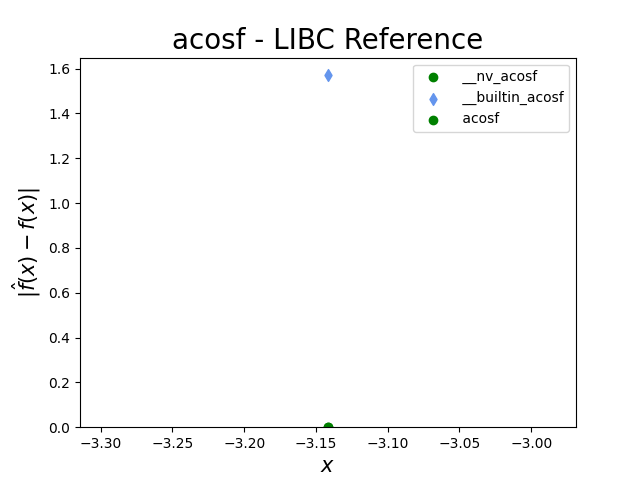 acosf - LIBC Reference
|f̂(x) − f(x)|
1.6
1.4
1.2
1.0
0.8
0.6
0.4
0.2
0.0
__nv_acosf
__builtin_acosf
acosf
−3.30 −3.25 −3.20 −3.15 −3.10 −3.05 −3.00
x